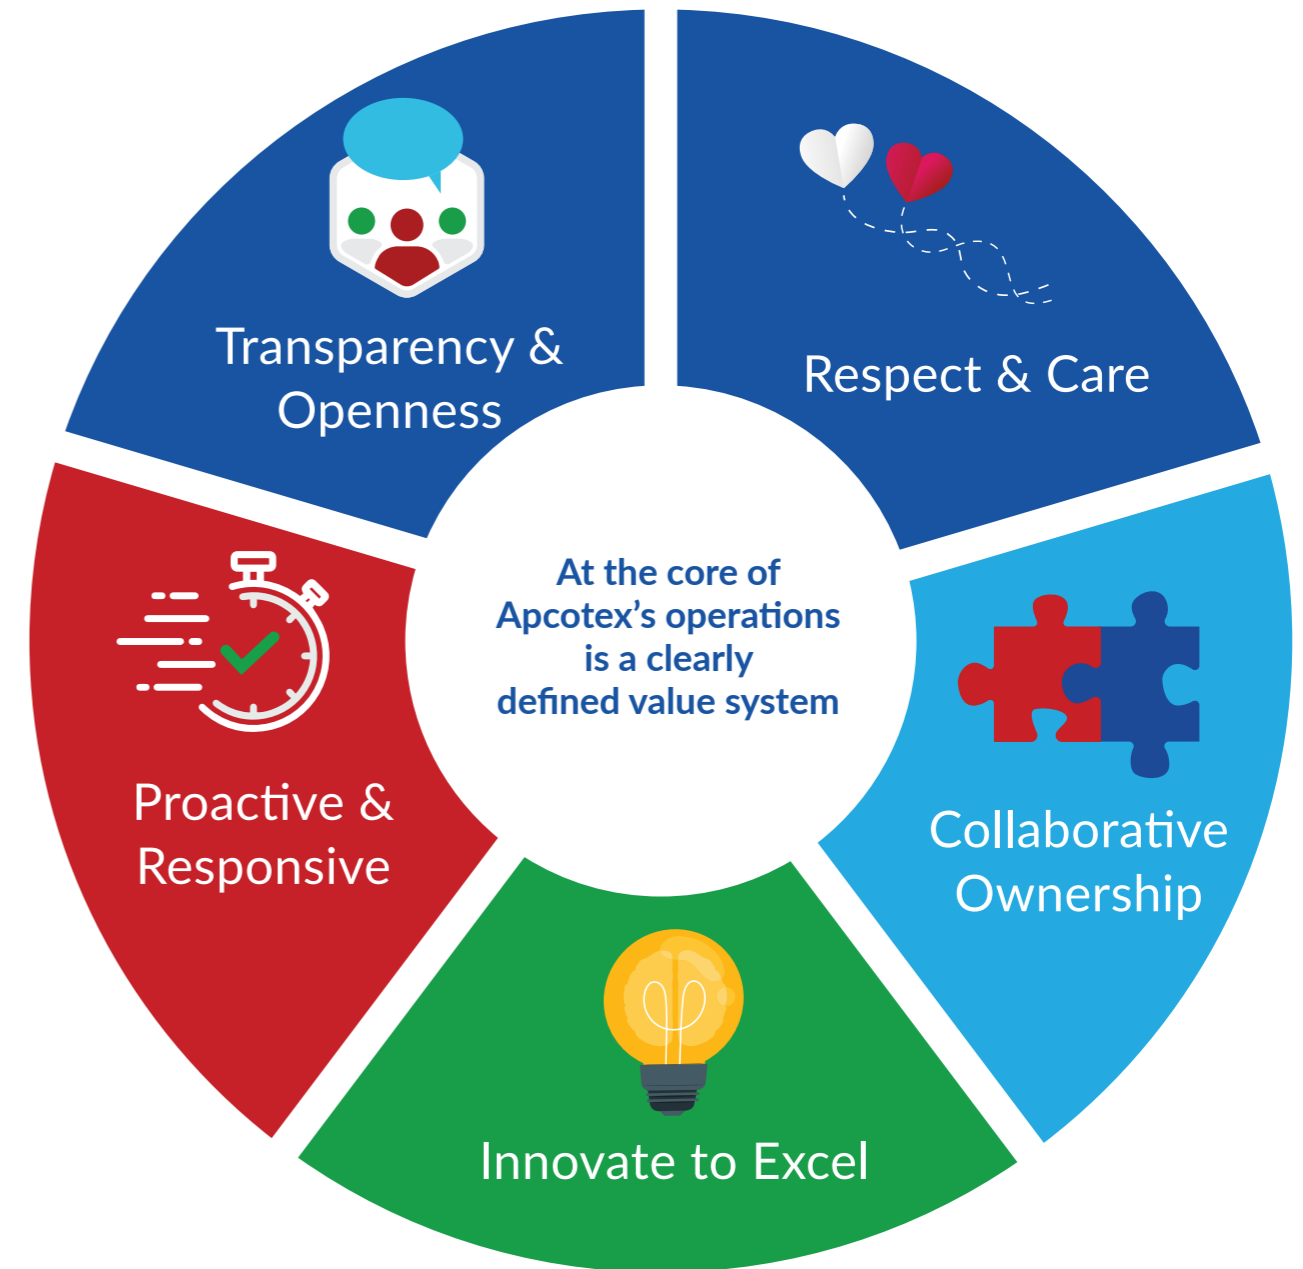 Transparency &
Openness
Respect & Care
At the core of
Apcotex’s operations
is a clearly
defined value system
Proactive &
Responsive
Collaborative
Ownership
Innovate to Excel